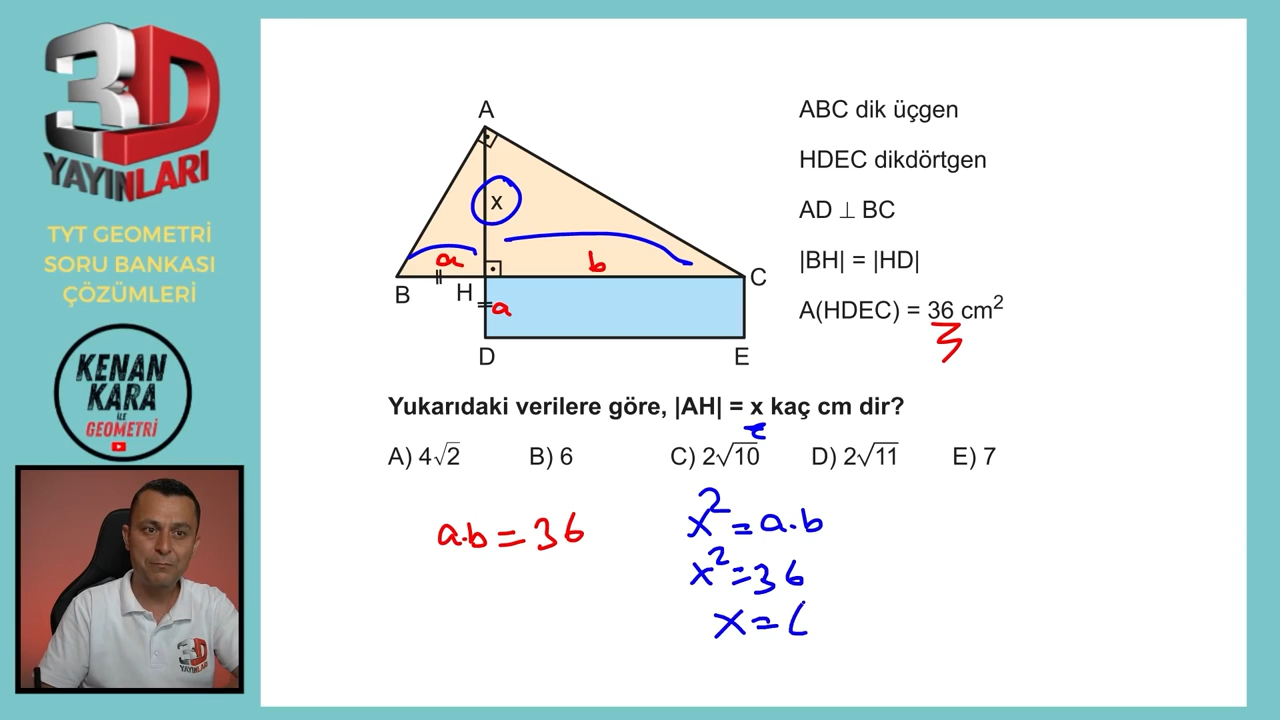 3D
YAYINLARI
TYT GEOMETRİ
SORU BANKASI
ÇÖZÜMLERİ
KENAN
KARA
İLE
GEOMETRİ
3D
YAYINLARI
A
x
a
b
B
H
C
a
D
E
ABC dik üçgen
HDEC dikdörtgen
AD ⊥ BC
|BH| = |HD|
A(HDEC) = 36 cm²
Yukarıdaki verilere göre, |AH| = x kaç cm dir?
A) 4√2 B) 6 C) 2√10 D) 2√11 E) 7
a.b = 36
x² = a.b
x² = 36
x =